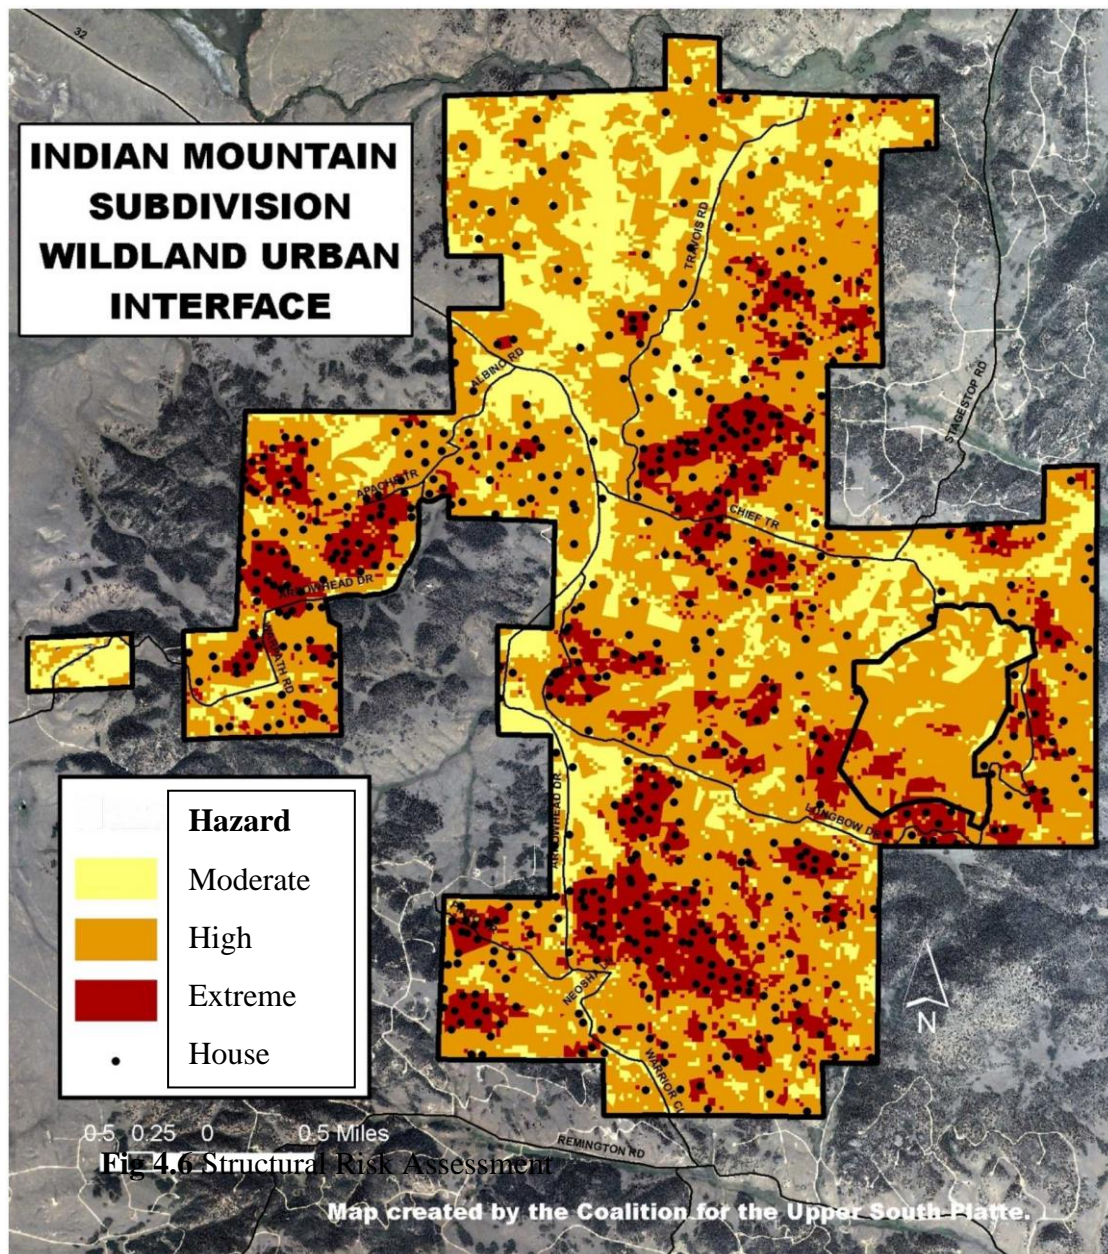 32
INDIAN MOUNTAIN
SUBDIVISION
WILDLAND URBAN
INTERFACE
TRAVOIS RD
ALBINO RD
STAGESTOP RD
APACHE TR
CHIEF TR
ARROWHEAD DR
RD
ARROWHEAD DR
LONGBOW DR
Hazard
Moderate
High
Extreme
House
NEOSHA
N
WARRIOR
0.5 0.25 0 0.5 Miles
REMINGTON RD
Fig 4.6 Structural Risk Assessment
Map created by the Coalition for the Upper South Platte.